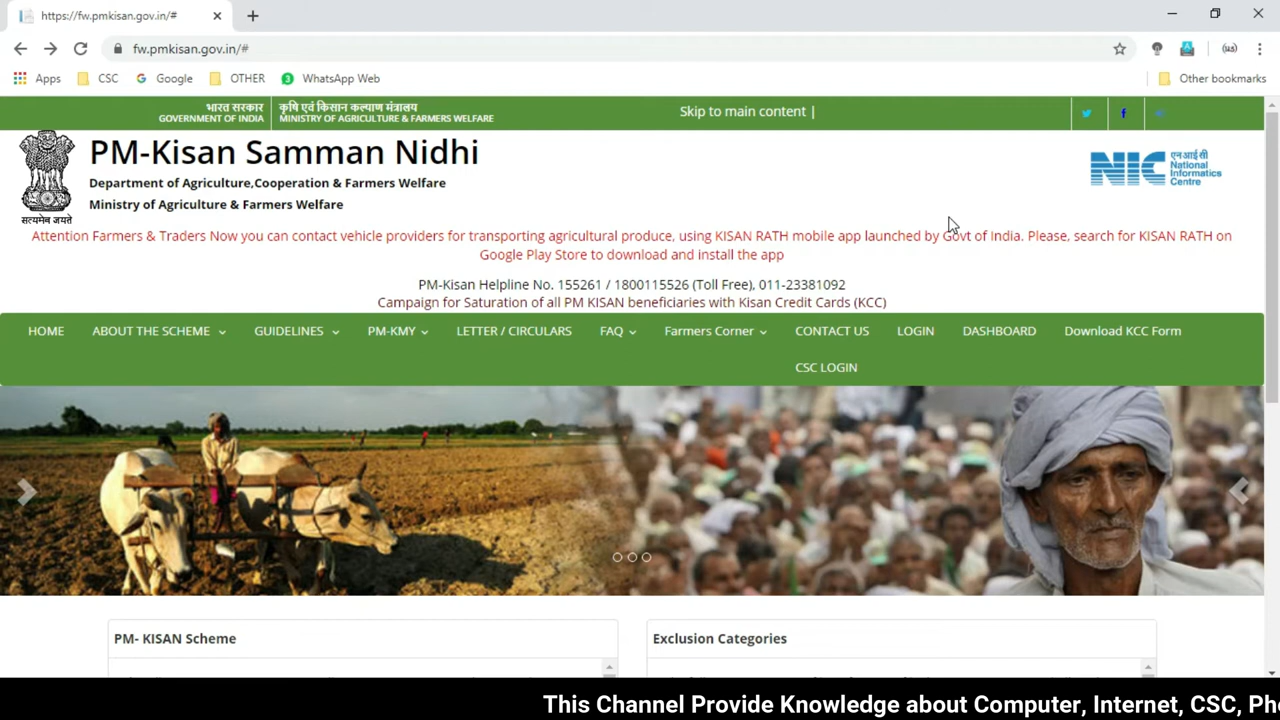 https://fw.pmkisan.gov.in/#
fw.pmkisan.gov.in/#
Apps CSC Google OTHER WhatsApp Web Other bookmarks
भारत सरकार
GOVERNMENT OF INDIA
कृषि एवं किसान कल्याण मंत्रालय
MINISTRY OF AGRICULTURE & FARMERS WELFARE
Skip to main content |
सत्यमेव जयते
PM-Kisan Samman Nidhi
Department of Agriculture,Cooperation & Farmers Welfare
Ministry of Agriculture & Farmers Welfare
NIC
एन आई सी
National
Informatics
Centre
Attention Farmers & Traders Now you can contact vehicle providers for transporting agricultural produce, using KISAN RATH mobile app launched by Govt of India. Please, search for KISAN RATH on
Google Play Store to download and install the app
PM-Kisan Helpline No. 155261 / 1800115526 (Toll Free), 011-23381092
Campaign for Saturation of all PM KISAN beneficiaries with Kisan Credit Cards (KCC)
HOME ABOUT THE SCHEME GUIDELINES PM-KMY LETTER / CIRCULARS FAQ Farmers Corner CONTACT US LOGIN DASHBOARD Download KCC Form
CSC LOGIN
PM- KISAN Scheme
Exclusion Categories
This Channel Provide Knowledge about Computer, Internet, CSC, Pho